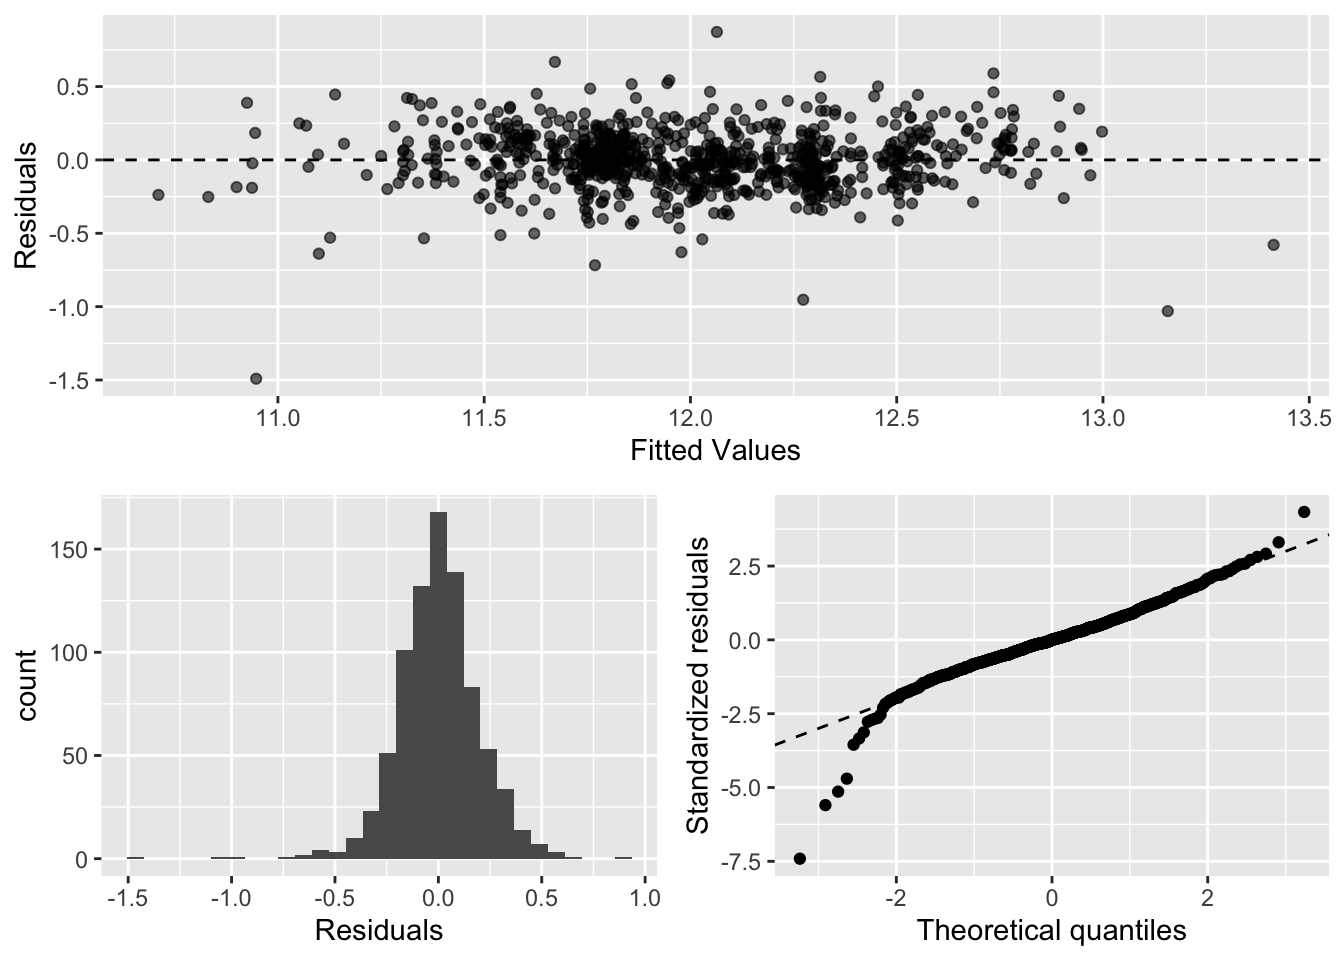 0.5
0.0
-0.5
-1.0
-1.5
Residuals
11.0 11.5 12.0 12.5 13.0 13.5
Fitted Values
150
100
50
0
count
-1.5 -1.0 -0.5 0.0 0.5 1.0
Residuals
2.5
0.0
-2.5
-5.0
-7.5
Standardized residuals
-2 0 2
Theoretical quantiles